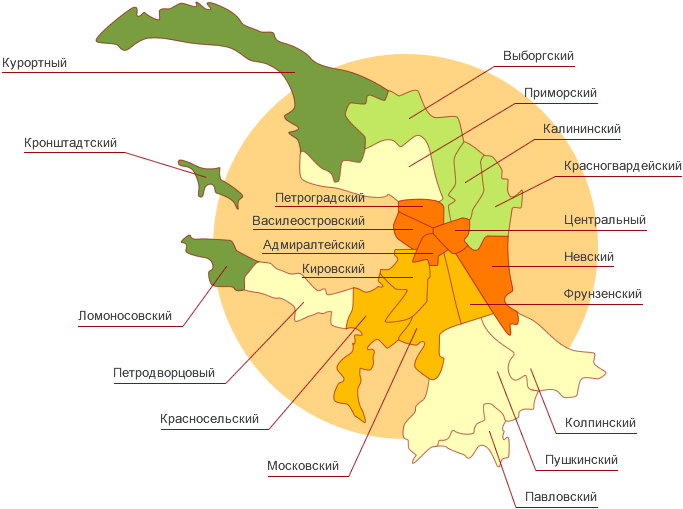 Выборгский
Курортный
Приморский
Калининский
Кронштадтский
Красногвардейский
Петроградский
Василеостровский
Центральный
Адмиралтейский
Невский
Кировский
Фрунзенский
Ломоносовский
Петродворцовый
Красносельский
Колпинский
Московский
Пушкинский
Павловский